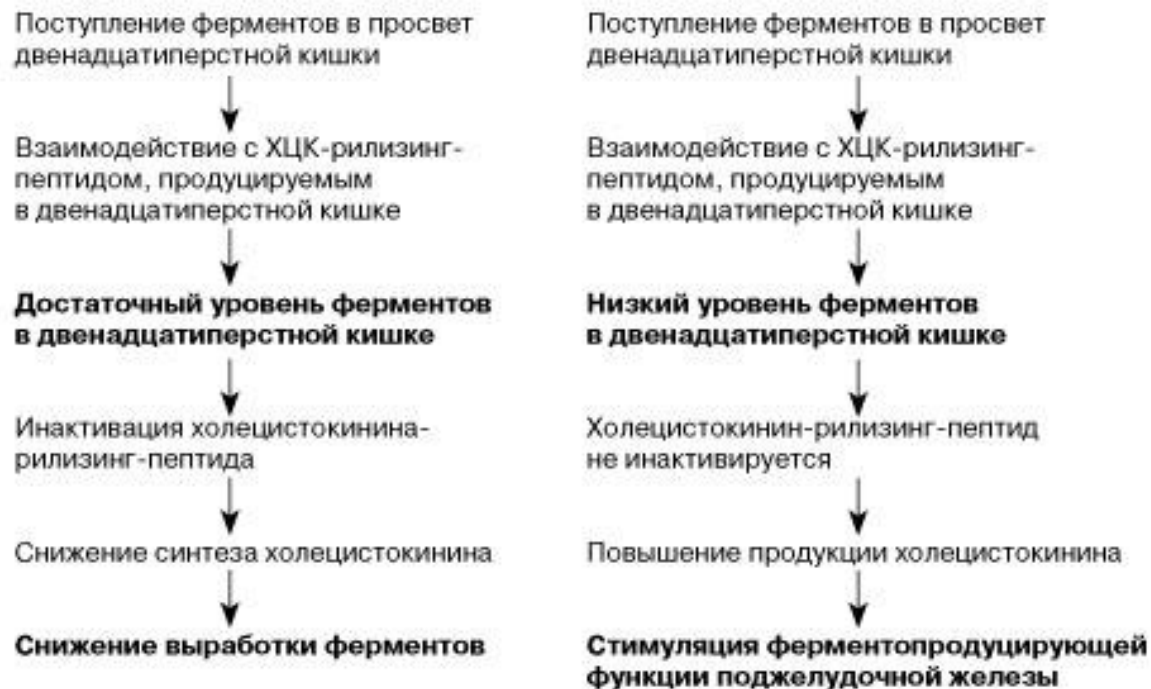 Поступление ферментов в просвет
двенадцатиперстной кишки
Взаимодействие с ХЦК-рилизинг-
пептидом, продуцируемым
в двенадцатиперстной кишке
Достаточный уровень ферментов
в двенадцатиперстной кишке
Инактивация холецистокинина-
рилизинг-пептида
Снижение синтеза холецистокинина
Снижение выработки ферментов
Поступление ферментов в просвет
двенадцатиперстной кишки
Взаимодействие с ХЦК-рилизинг-
пептидом, продуцируемым
в двенадцатиперстной кишке
Низкий уровень ферментов
в двенадцатиперстной кишке
Холецистокинин-рилизинг-пептид
не инактивируется
Повышение продукции холецистокинина
Стимуляция ферментопродуцирующей
функции поджелудочной железы